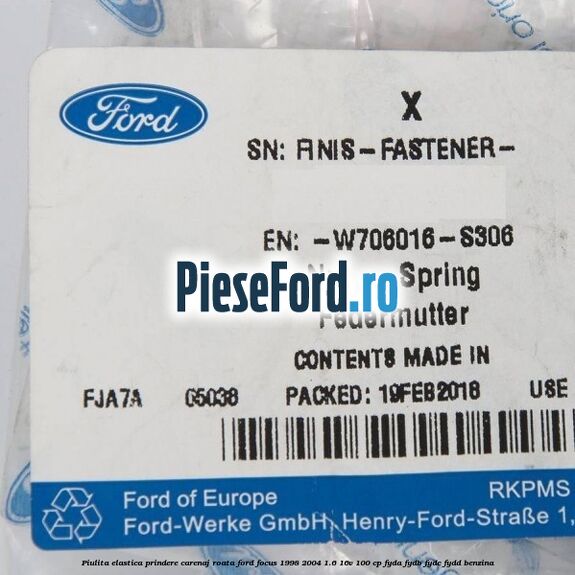 Ford
X
SN: FINIS-FASTENER-
EN: -W706016-S306
Spring
PieseFord.ro
Federmutter
CONTENTS MADE IN
FJA7A 05038 PACKED: 19FEB2018 USE
Ford of Europe RKPMS
Ford-Werke GmbH, Henry-Ford-Straße 1,
Piulita elastica prindere carenaj roata ford focus 1998 2004 1.6 16v 100 cp fyda fydb fydc fydd benzina